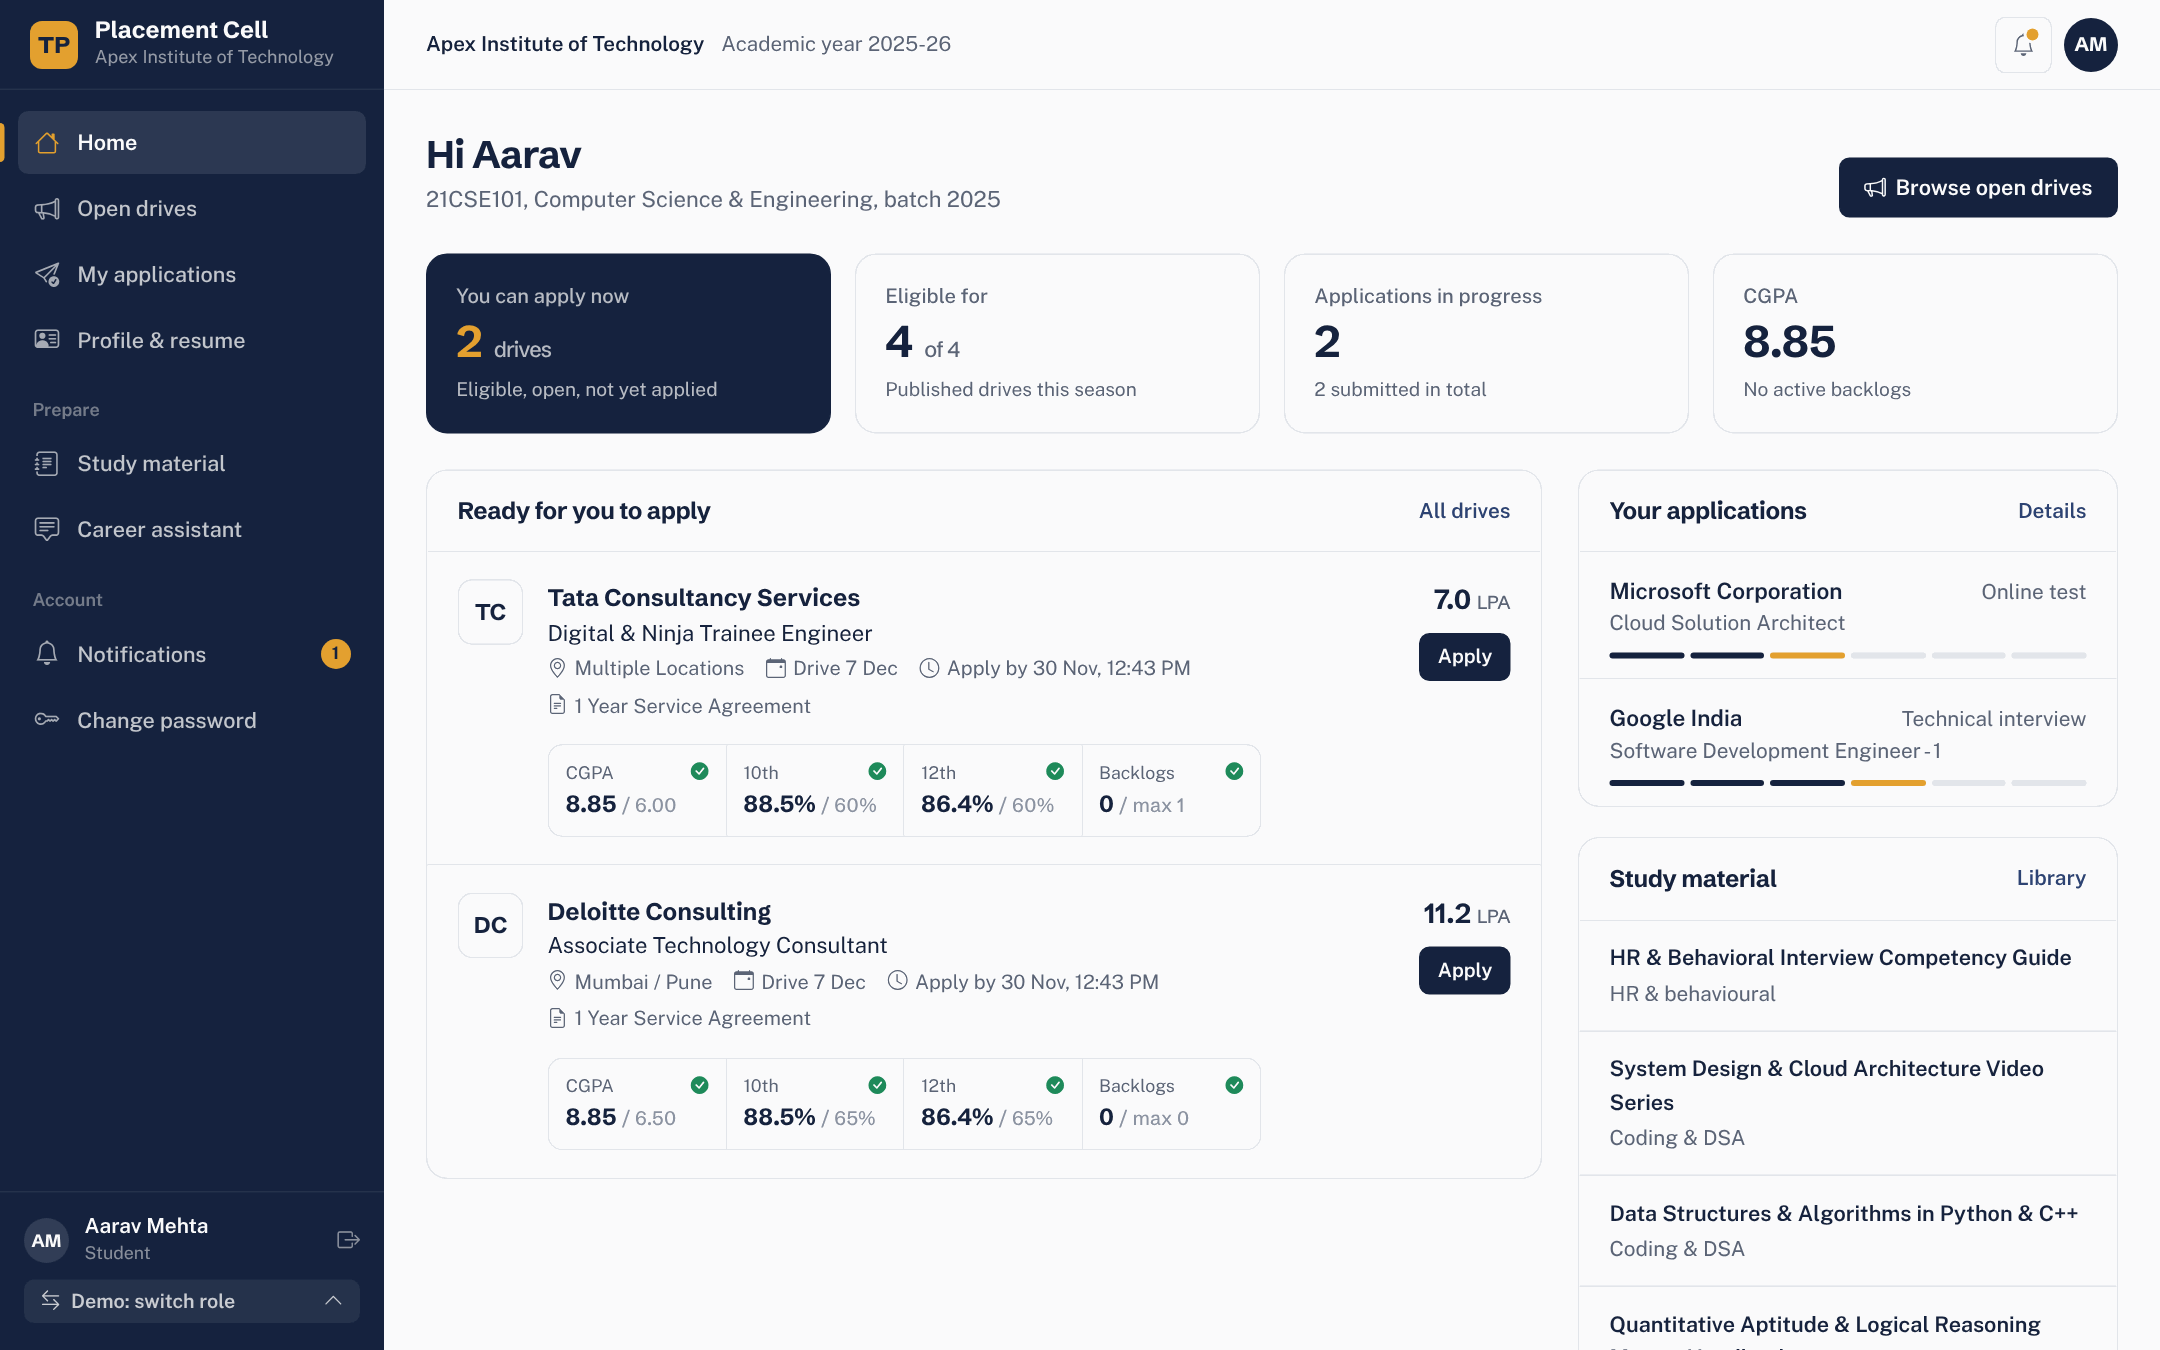 TP
Placement Cell
Apex Institute of Technology
Home
Open drives
My applications
Profile & resume
Prepare
Study material
Career assistant
Account
Notifications 1
Change password
AM
Aarav Mehta
Student
Demo: switch role
Apex Institute of Technology Academic year 2025-26
AM
Hi Aarav
21CSE101, Computer Science & Engineering, batch 2025
Browse open drives
You can apply now
2 drives
Eligible, open, not yet applied
Eligible for
4 of 4
Published drives this season
Applications in progress
2
2 submitted in total
CGPA
8.85
No active backlogs
Ready for you to apply All drives
TC
Tata Consultancy Services
Digital & Ninja Trainee Engineer
Multiple Locations Drive 7 Dec Apply by 30 Nov, 12:43 PM
1 Year Service Agreement
7.0 LPA
Apply
CGPA
8.85 / 6.00
10th
88.5% / 60%
12th
86.4% / 60%
Backlogs
0 / max 1
DC
Deloitte Consulting
Associate Technology Consultant
Mumbai / Pune Drive 7 Dec Apply by 30 Nov, 12:43 PM
1 Year Service Agreement
11.2 LPA
Apply
CGPA
8.85 / 6.50
10th
88.5% / 65%
12th
86.4% / 65%
Backlogs
0 / max 0
Your applications Details
Microsoft Corporation Online test
Cloud Solution Architect
Google India Technical interview
Software Development Engineer - 1
Study material Library
HR & Behavioral Interview Competency Guide
HR & behavioural
System Design & Cloud Architecture Video
Series
Coding & DSA
Data Structures & Algorithms in Python & C++
Coding & DSA
Quantitative Aptitude & Logical Reasoning